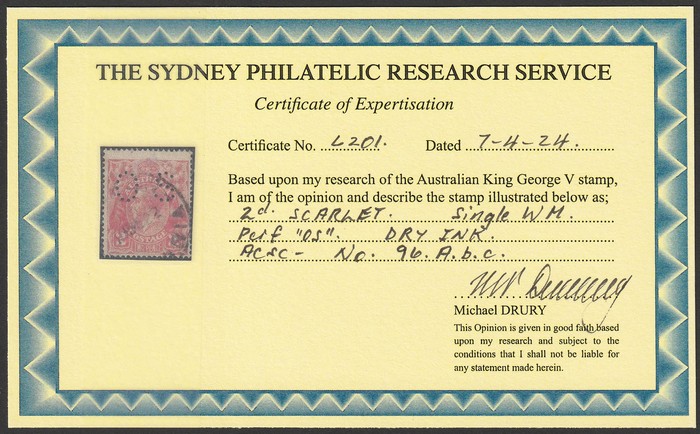 THE SYDNEY PHILATELIC RESEARCH SERVICE
Certificate of Expertisation
Certificate No. L201. Dated 7-4-24.
Based upon my research of the Australian King George V stamp,
I am of the opinion and describe the stamp illustrated below as;
2d. SCARLET. Single WM.
Perf "OS". DRY INK.
ACSC - No. 96.A.b.c.
Michael DRURY
This Opinion is given in good faith based
upon my research and subject to the
conditions that I shall not be liable for
any statement made herein.